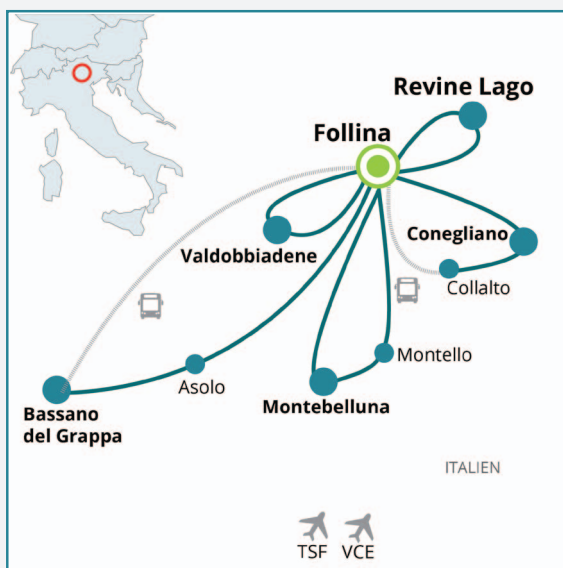 Revine Lago
Follina
Conegliano
Valdobbiadene
Collalto
Montello
Asolo
Montebelluna
Bassano
del Grappa
ITALIEN
TSF VCE